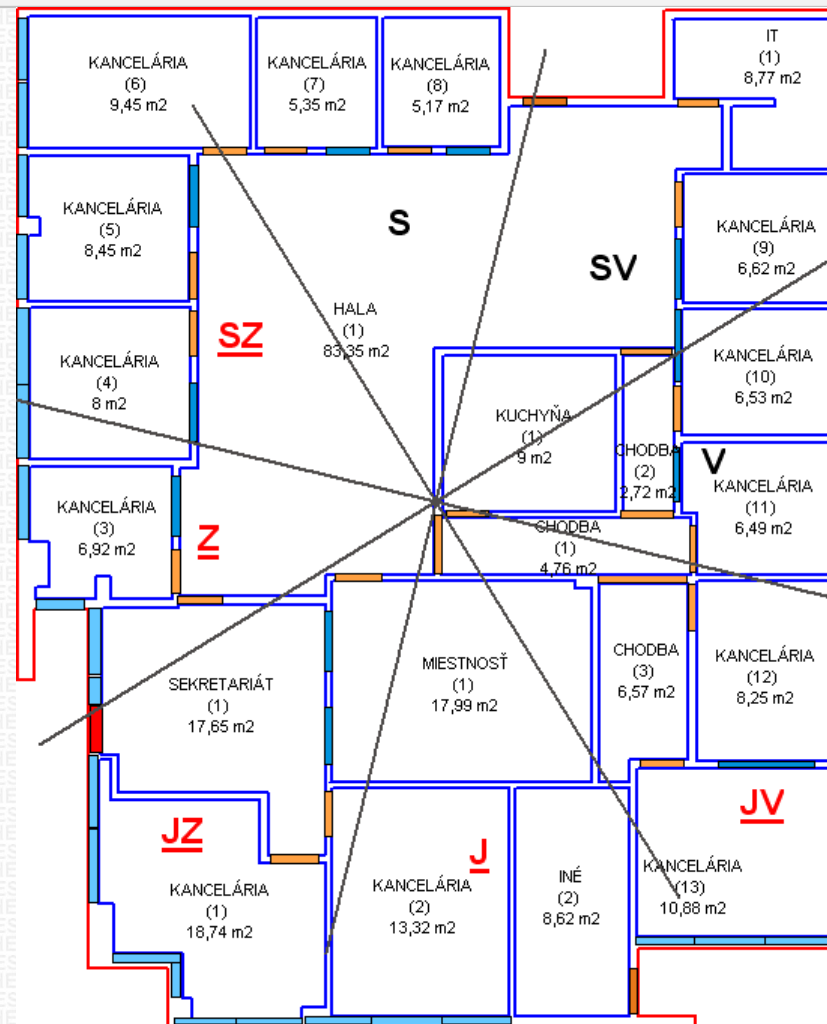 KANCELÁRIA
(6)
9,45 m2
KANCELÁRIA
(7)
5,35 m2
KANCELÁRIA
(8)
5,17 m2
IT
(1)
8,77 m2
KANCELÁRIA
(5)
8,45 m2
S
SV
KANCELÁRIA
(9)
6,62 m2
SZ
HALA
(1)
83,35 m2
KANCELÁRIA
(4)
8 m2
KUCHYŇA
(1)
9 m2
KANCELÁRIA
(10)
6,53 m2
CHODBA
(2)
2,72 m2
V
KANCELÁRIA
(11)
6,49 m2
KANCELÁRIA
(3)
6,92 m2
Z
CHODBA
(1)
4,76 m2
SEKRETARIÁT
(1)
17,65 m2
MIESTNOSŤ
(1)
17,99 m2
CHODBA
(3)
6,57 m2
KANCELÁRIA
(12)
8,25 m2
JZ
J
JV
KANCELÁRIA
(1)
18,74 m2
KANCELÁRIA
(2)
13,32 m2
INÉ
(2)
8,62 m2
KANCELÁRIA
(13)
10,88 m2